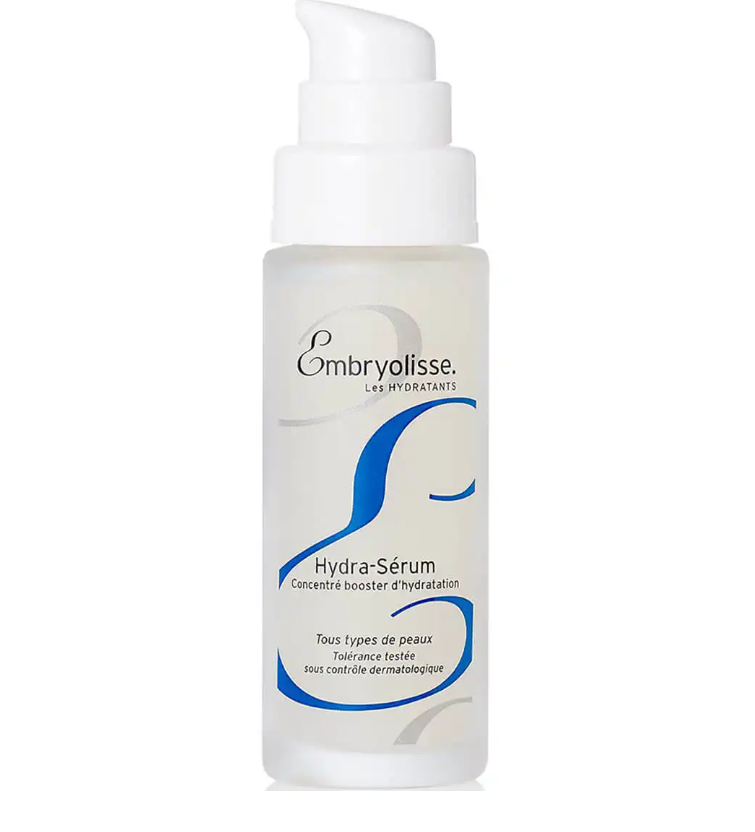 Embryolisse.
Les HYDRATANTS
Hydra-Sérum
Concentré booster d'hydratation
Tous types de peaux
Tolérance testée
sous contrôle dermatologique